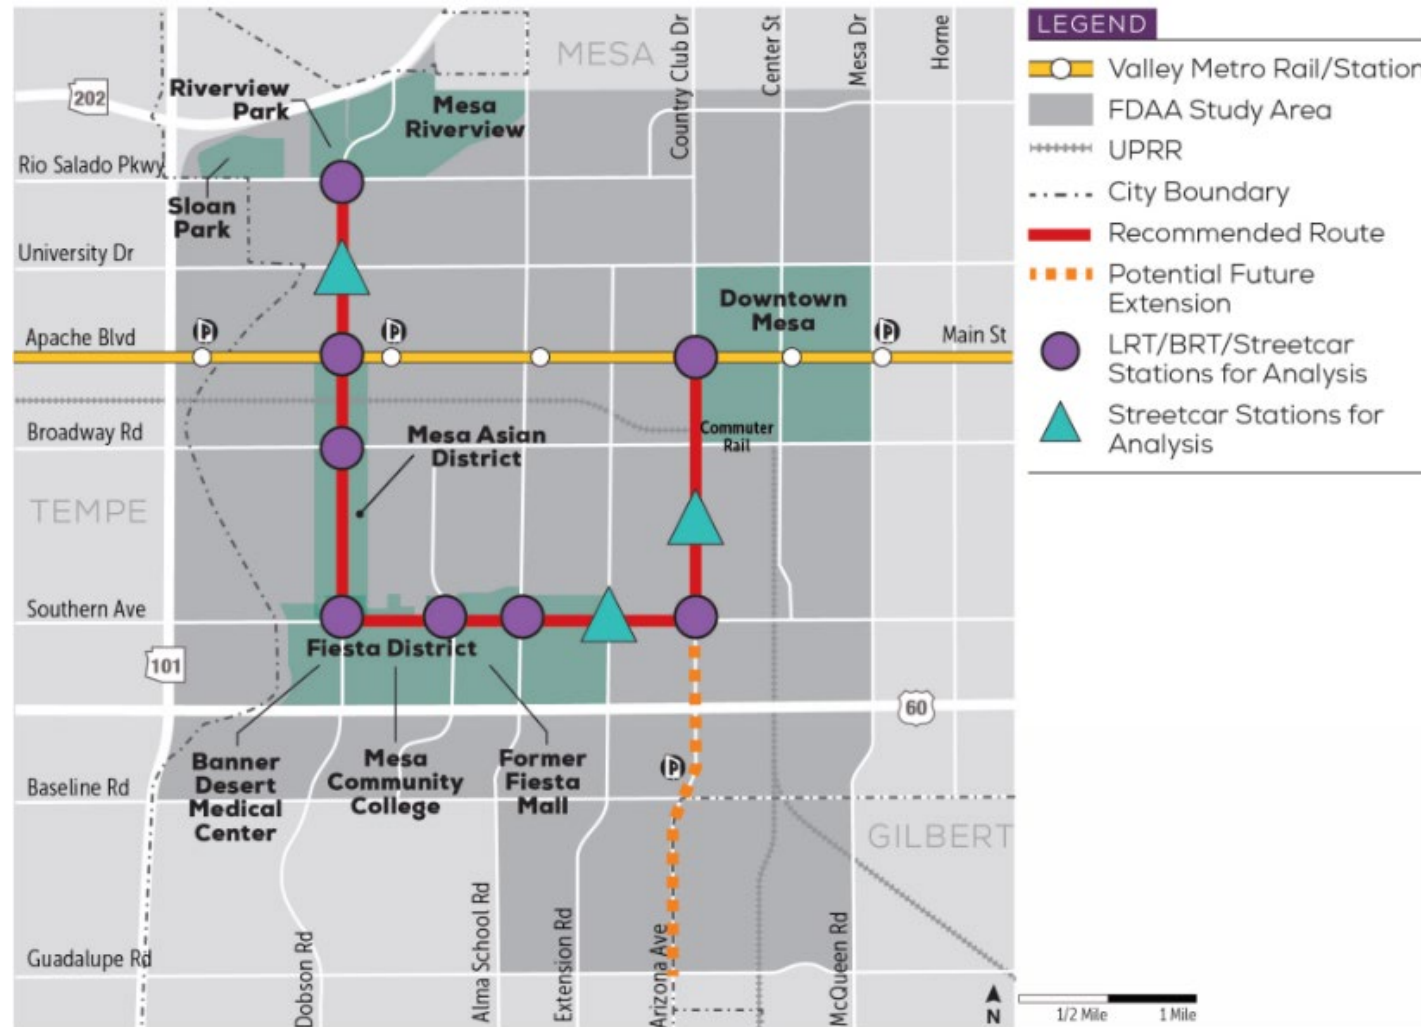 MESA
Country Club Dr
Center St
Mesa Dr
Horne
202
Riverview
Park
Mesa
Riverview
Rio Salado Pkwy
Sloan
Park
University Dr
Downtown
Mesa
P
P
P
Apache Blvd
Main St
Broadway Rd
Mesa Asian
District
Commuter
Rail
TEMPE
Southern Ave
Fiesta District
101
60
Banner
Desert
Medical
Center
Mesa
Community
College
Former
Fiesta
Mall
P
Baseline Rd
GILBERT
Guadalupe Rd
Dobson Rd
Alma School Rd
Extension Rd
Arizona Ave
McQueen Rd
N
1/2 Mile
1 Mile
LEGEND
Valley Metro Rail/Station
FDAA Study Area
UPRR
City Boundary
Recommended Route
Potential Future
Extension
LRT/BRT/Streetcar
Stations for Analysis
Streetcar Stations for
Analysis